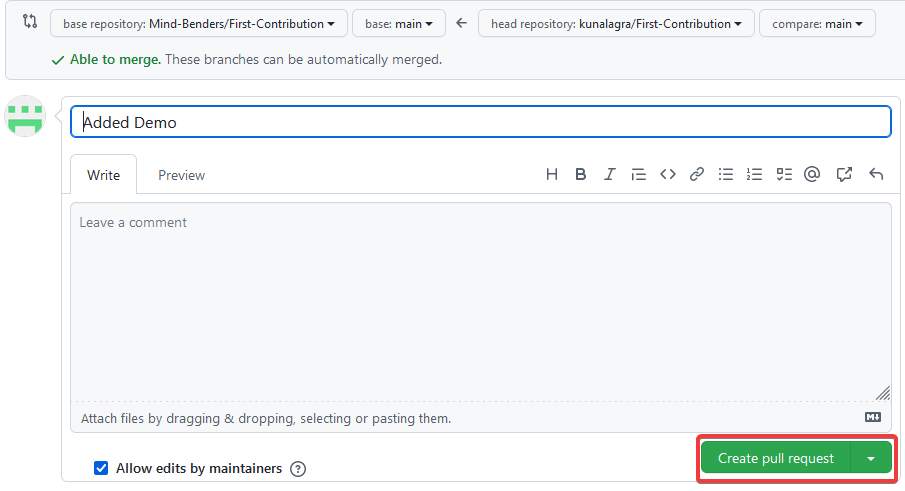 base repository: Mind-Benders/First-Contribution base: main head repository: kunalagra/First-Contribution compare: main
Able to merge. These branches can be automatically merged.
Added Demo
Write Preview H B I @
Leave a comment
Attach files by dragging & dropping, selecting or pasting them.
Create pull request
Allow edits by maintainers ?